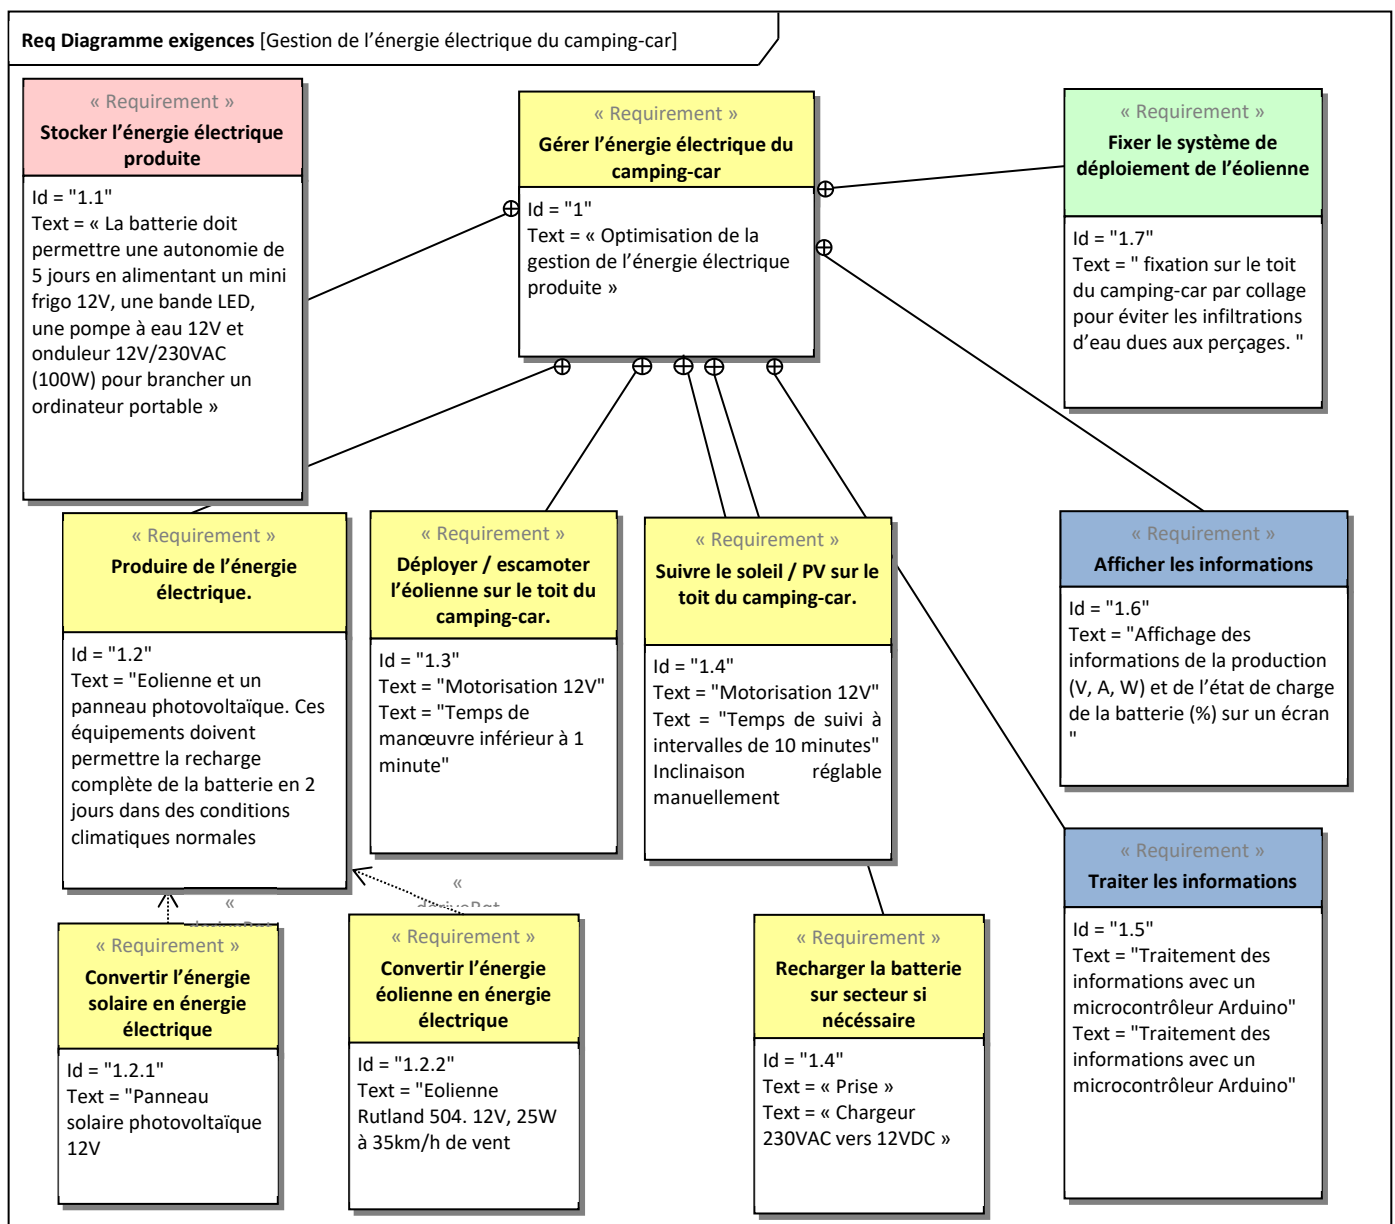 Req Diagramme exigences [Gestion de l’énergie électrique du camping-car]
« Requirement »
Stocker l’énergie électrique
produite
Id = "1.1"
Text = « La batterie doit
permettre une autonomie de
5 jours en alimentant un mini
frigo 12V, une bande LED,
une pompe à eau 12V et
onduleur 12V/230VAC
(100W) pour brancher un
ordinateur portable »
« Requirement »
Gérer l’énergie électrique du
camping-car
Id = "1"
Text = « Optimisation de la
gestion de l’énergie électrique
produite »
« Requirement »
Fixer le système de
déploiement de l’éolienne
Id = "1.7"
Text = " fixation sur le toit
du camping-car par collage
pour éviter les infiltrations
d’eau dues aux perçages. "
« Requirement »
Produire de l’énergie
électrique.
Id = "1.2"
Text = "Eolienne et un
panneau photovoltaïque. Ces
équipements doivent
permettre la recharge
complète de la batterie en 2
jours dans des conditions
climatiques normales
« Requirement »
Déployer / escamoter
l’éolienne sur le toit du
camping-car.
Id = "1.3"
Text = "Motorisation 12V"
Text = "Temps de
manœuvre inférieur à 1
minute"
« Requirement »
Suivre le soleil / PV sur le
toit du camping-car.
Id = "1.4"
Text = "Motorisation 12V"
Text = "Temps de suivi à
intervalles de 10 minutes"
Inclinaison réglable
manuellement
« Requirement »
Afficher les informations
Id = "1.6"
Text = "Affichage des
informations de la production
(V, A, W) et de l’état de charge
de la batterie (%) sur un écran
"
« Requirement »
Traiter les informations
Id = "1.5"
Text = "Traitement des
informations avec un
microcontrôleur Arduino"
Text = "Traitement des
informations avec un
microcontrôleur Arduino"
«
«
« Requirement »
Convertir l’énergie
solaire en énergie
électrique
Id = "1.2.1"
Text = "Panneau
solaire photovoltaïque
12V
« Requirement »
Convertir l’énergie
éolienne en énergie
électrique
Id = "1.2.2"
Text = "Eolienne
Rutland 504. 12V, 25W
à 35km/h de vent
« Requirement »
Recharger la batterie
sur secteur si
nécéssaire
Id = "1.4"
Text = « Prise »
Text = « Chargeur
230VAC vers 12VDC »